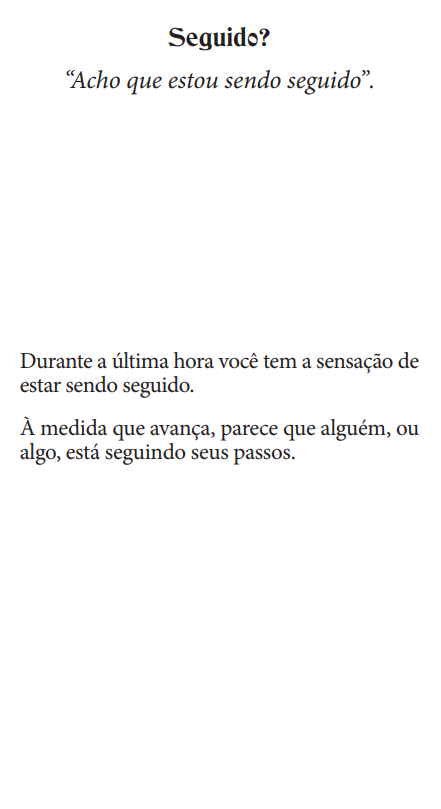 Seguido?
“Acho que estou sendo seguido”.
Durante a última hora você tem a sensação de
estar sendo seguido.
À medida que avança, parece que alguém, ou
algo, está seguindo seus passos.